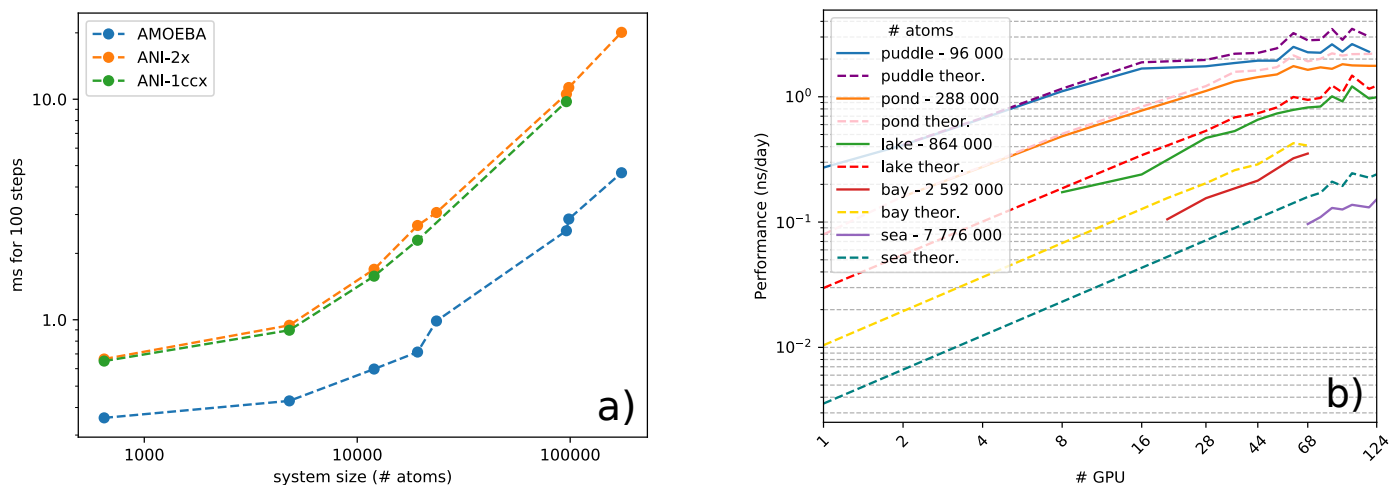 AMOEBA
ANI-2x
ANI-1ccx
10.0
1.0
ms for 100 steps
1000
10000
100000
system size (# atoms)
a)
# atoms
puddle - 96 000
puddle theor.
pond - 288 000
pond theor.
lake - 864 000
lake theor.
bay - 2 592 000
bay theor.
sea - 7 776 000
sea theor.
10⁰
10⁻¹
10⁻²
Performance (ns/day)
1
2
4
8
16
28
44
68
124
# GPU
b)